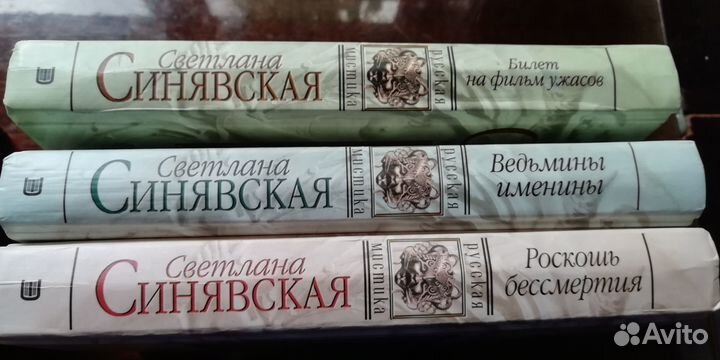 Светлана
Синявская
мистика
русская
Билет
на фильм ужасов
Светлана
Синявская
мистика
русская
Ведьмины
именины
Светлана
Синявская
мистика
русская
Роскошь
бессмертия
Avito